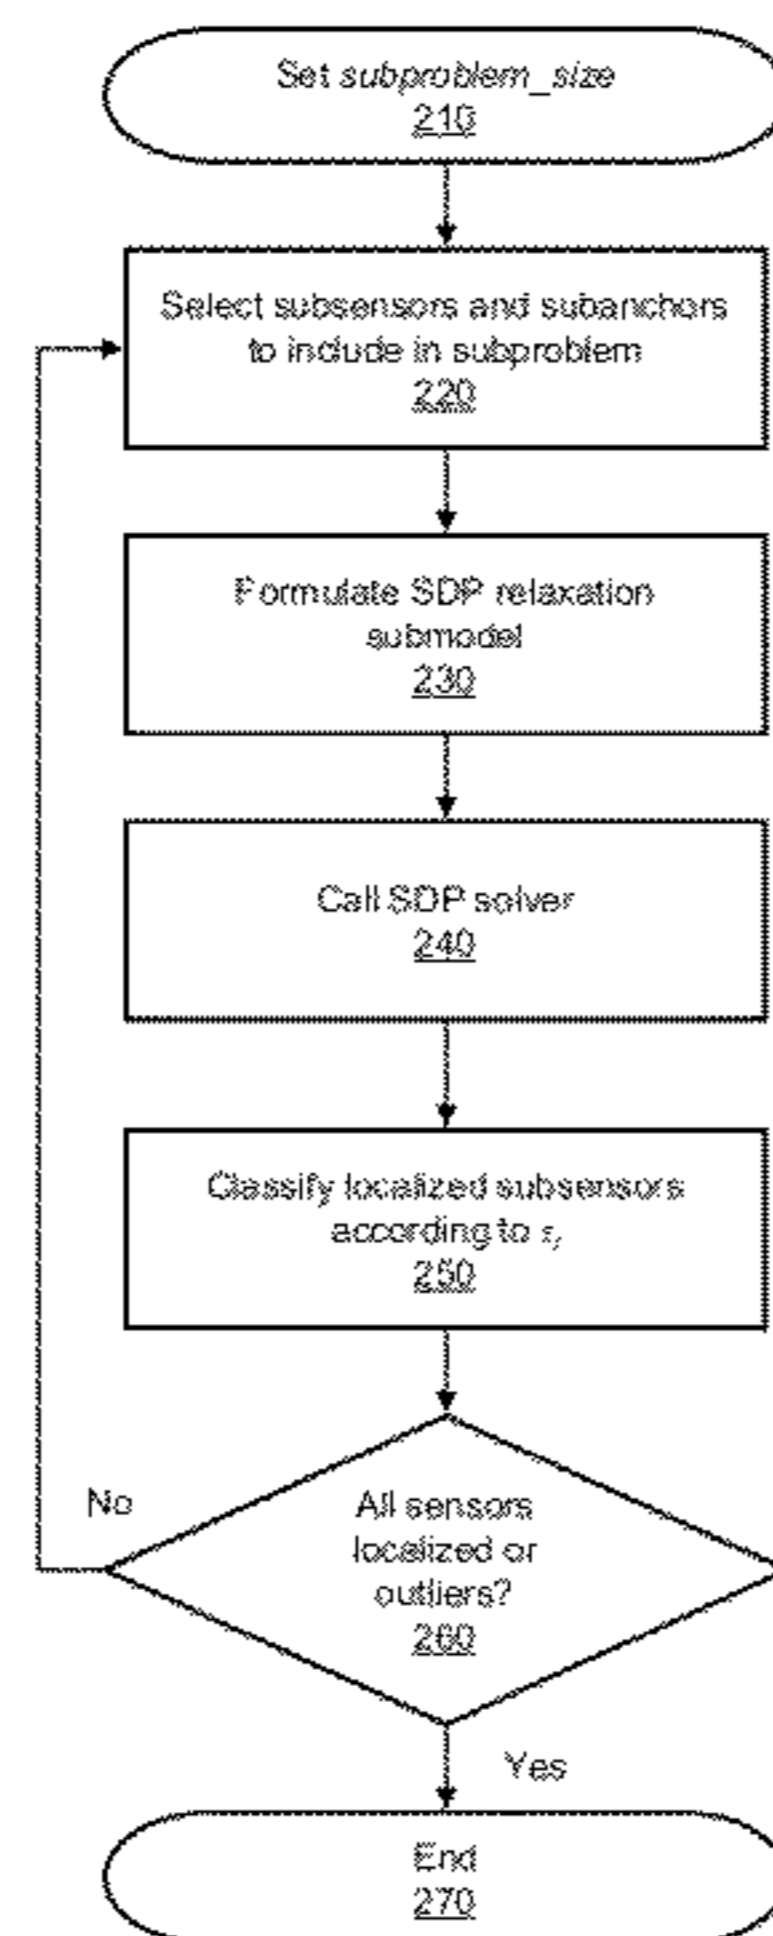 Set subproblem_size
210
Select subsensors and subanchors
to include in subproblem
220
Formulate SDP relaxation
submodel
230
Call SDP solver
240
Classify localized subsensors
according to
250
No
All sensors
localized or
outliers?
260
Yes
End
270